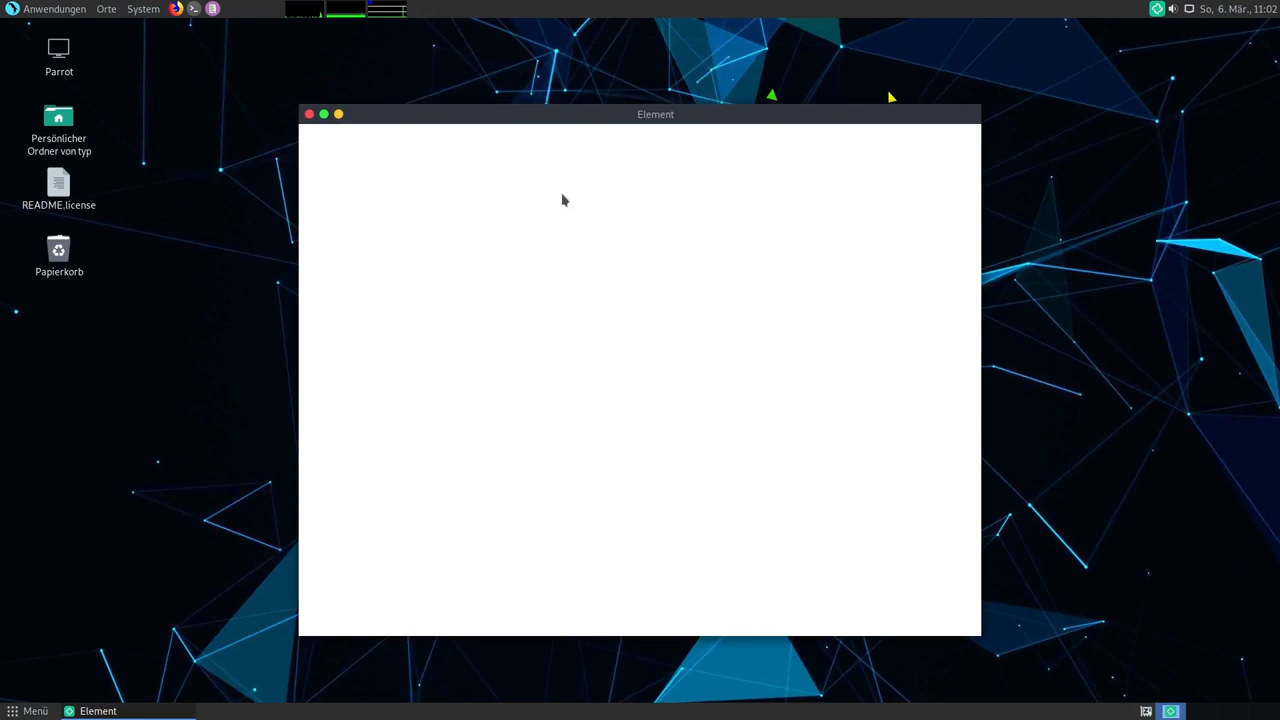 Anwendungen Orte System So, 6. Mär., 11:02
Parrot
Persönlicher
Ordner von typ
README.license
Papierkorb
Element
Menü Element